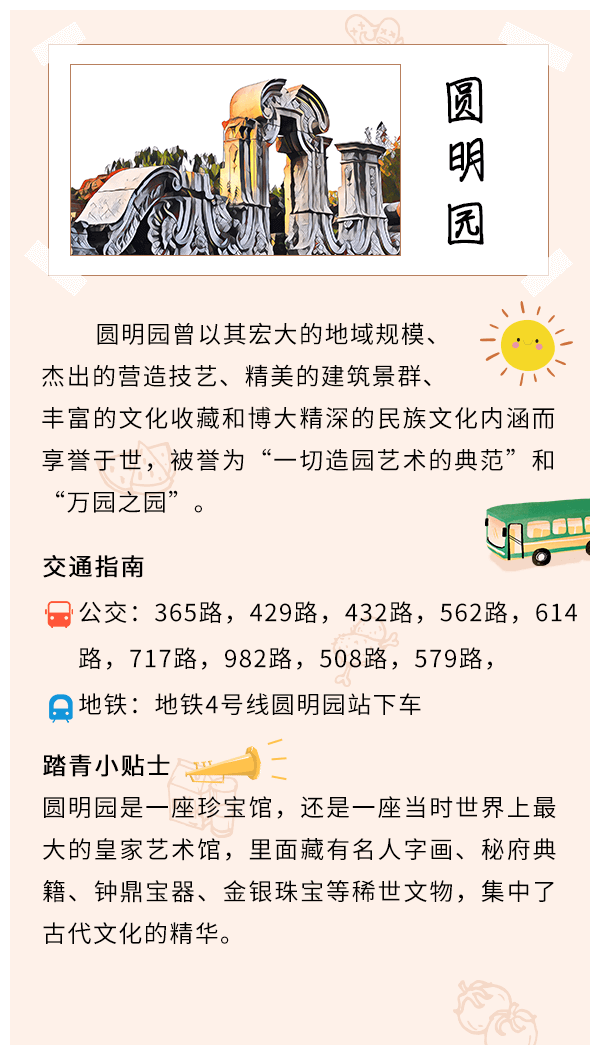 圆明园
圆明园曾以其宏大的地域规模、
杰出的营造技艺、精美的建筑景群、
丰富的文化收藏和博大精深的民族文化内涵而
享誉于世，被誉为“一切造园艺术的典范”和
“万园之园”。
交通指南
公交：365路，429路，432路，562路，614
路，717路，982路，508路，579路，
地铁：地铁4号线圆明园站下车
踏青小贴士
圆明园是一座珍宝馆，还是一座当时世界上最
大的皇家艺术馆，里面藏有名人字画、秘府典
籍、钟鼎宝器、金银珠宝等稀世文物，集中了
古代文化的精华。